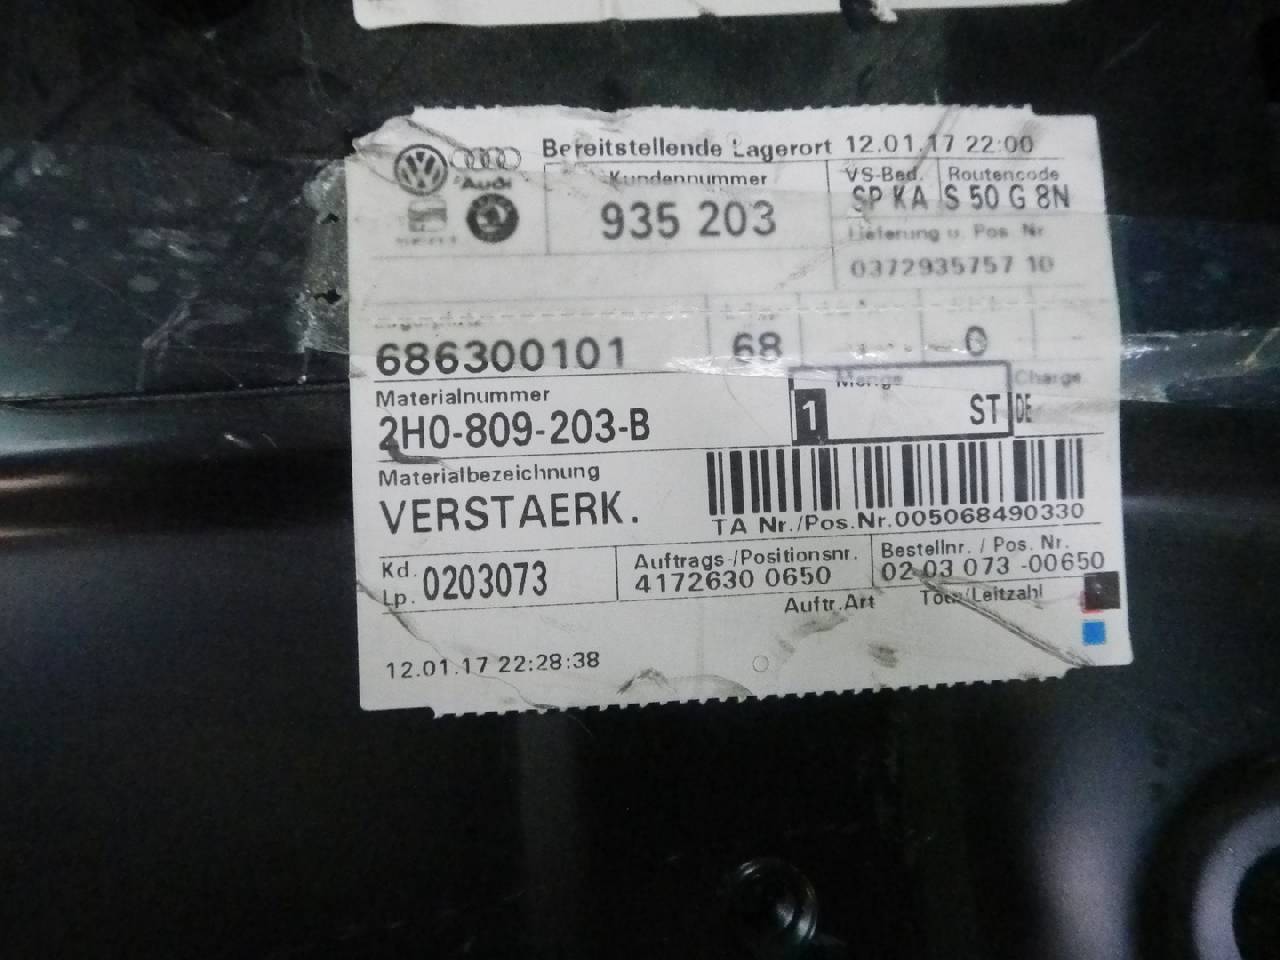 Bereitstellende Lagerort 12.01.17 22:00
Audi
Kundennummer
VS-Bed. Routencode
935 203
SP KA S 50 G 8N
Lieferung u. Pos. Nr
0372935757 10
686300101 68 0
Materialnummer
Menge
Charge
2H0-809-203-B
1 ST DE
Materialbezeichnung
VERSTAERK.
TA Nr./Pos.Nr.005068490330
Kd. Lp. 0203073
Auftrags-/Positionsnr.
4172630 0650
Bestellnr. / Pos. Nr.
02 03 073 -00650
Auftr.Art
12.01.17 22:28:38